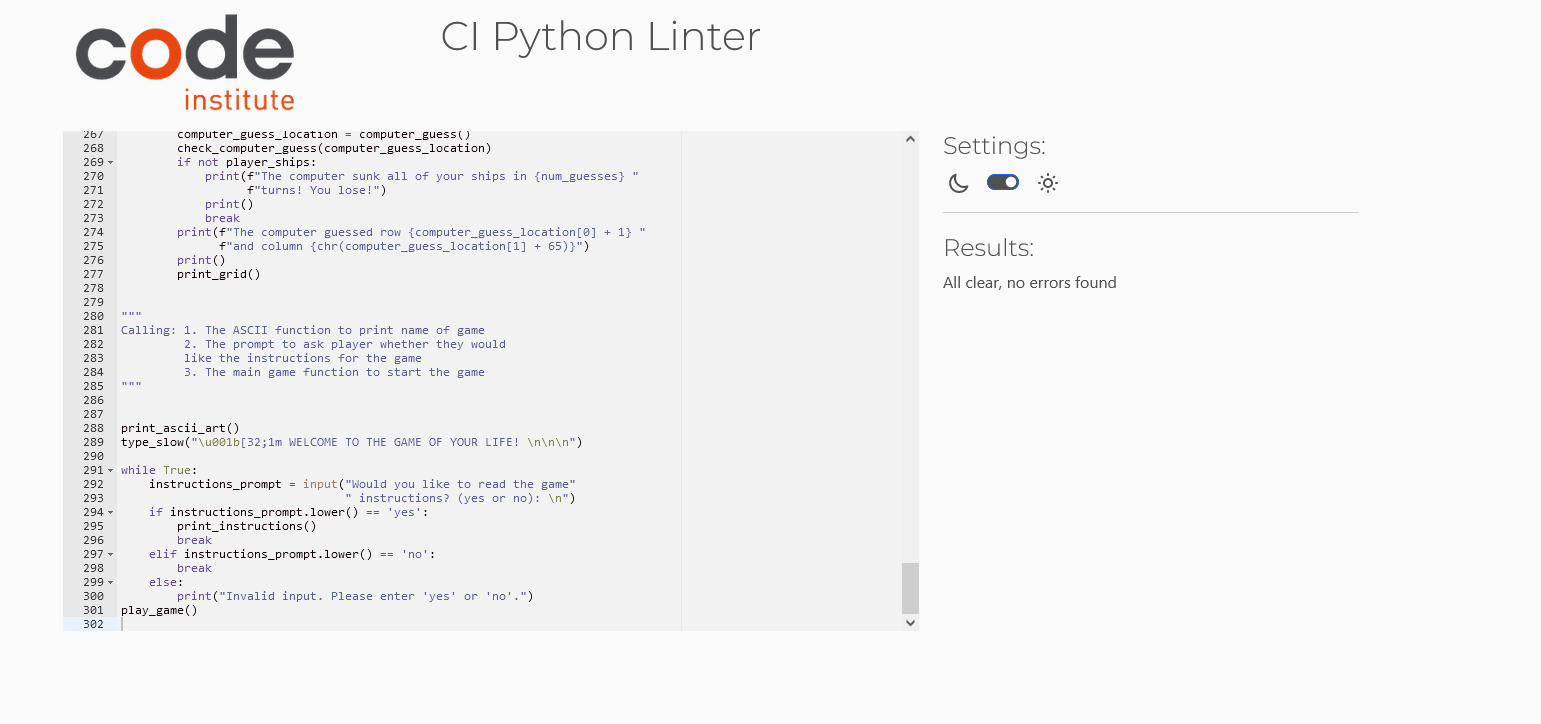 code
institute
CI Python Linter
267 computer_guess_location = computer_guess()
268 check_computer_guess(computer_guess_location)
269 if not player_ships:
270 print(f"The computer sunk all of your ships in {num_guesses} "
271 f"turns! You lose!")
272 print()
273 break
274 print(f"The computer guessed row {computer_guess_location[0] + 1} "
275 f"and column {chr(computer_guess_location[1] + 65)}")
276 print()
277 print_grid()
278
279
280 """
281 Calling: 1. The ASCII function to print name of game
282 2. The prompt to ask player whether they would
283 like the instructions for the game
284 3. The main game function to start the game
285 """
286
287
288 print_ascii_art()
289 type_slow("\u001b[32;1m WELCOME TO THE GAME OF YOUR LIFE! \n\n\n")
290
291 while True:
292 instructions_prompt = input("Would you like to read the game"
293 " instructions? (yes or no): \n")
294 if instructions_prompt.lower() == 'yes':
295 print_instructions()
296 break
297 elif instructions_prompt.lower() == 'no':
298 break
299 else:
300 print("Invalid input. Please enter 'yes' or 'no'.")
301 play_game()
302
Settings:
Results:
All clear, no errors found